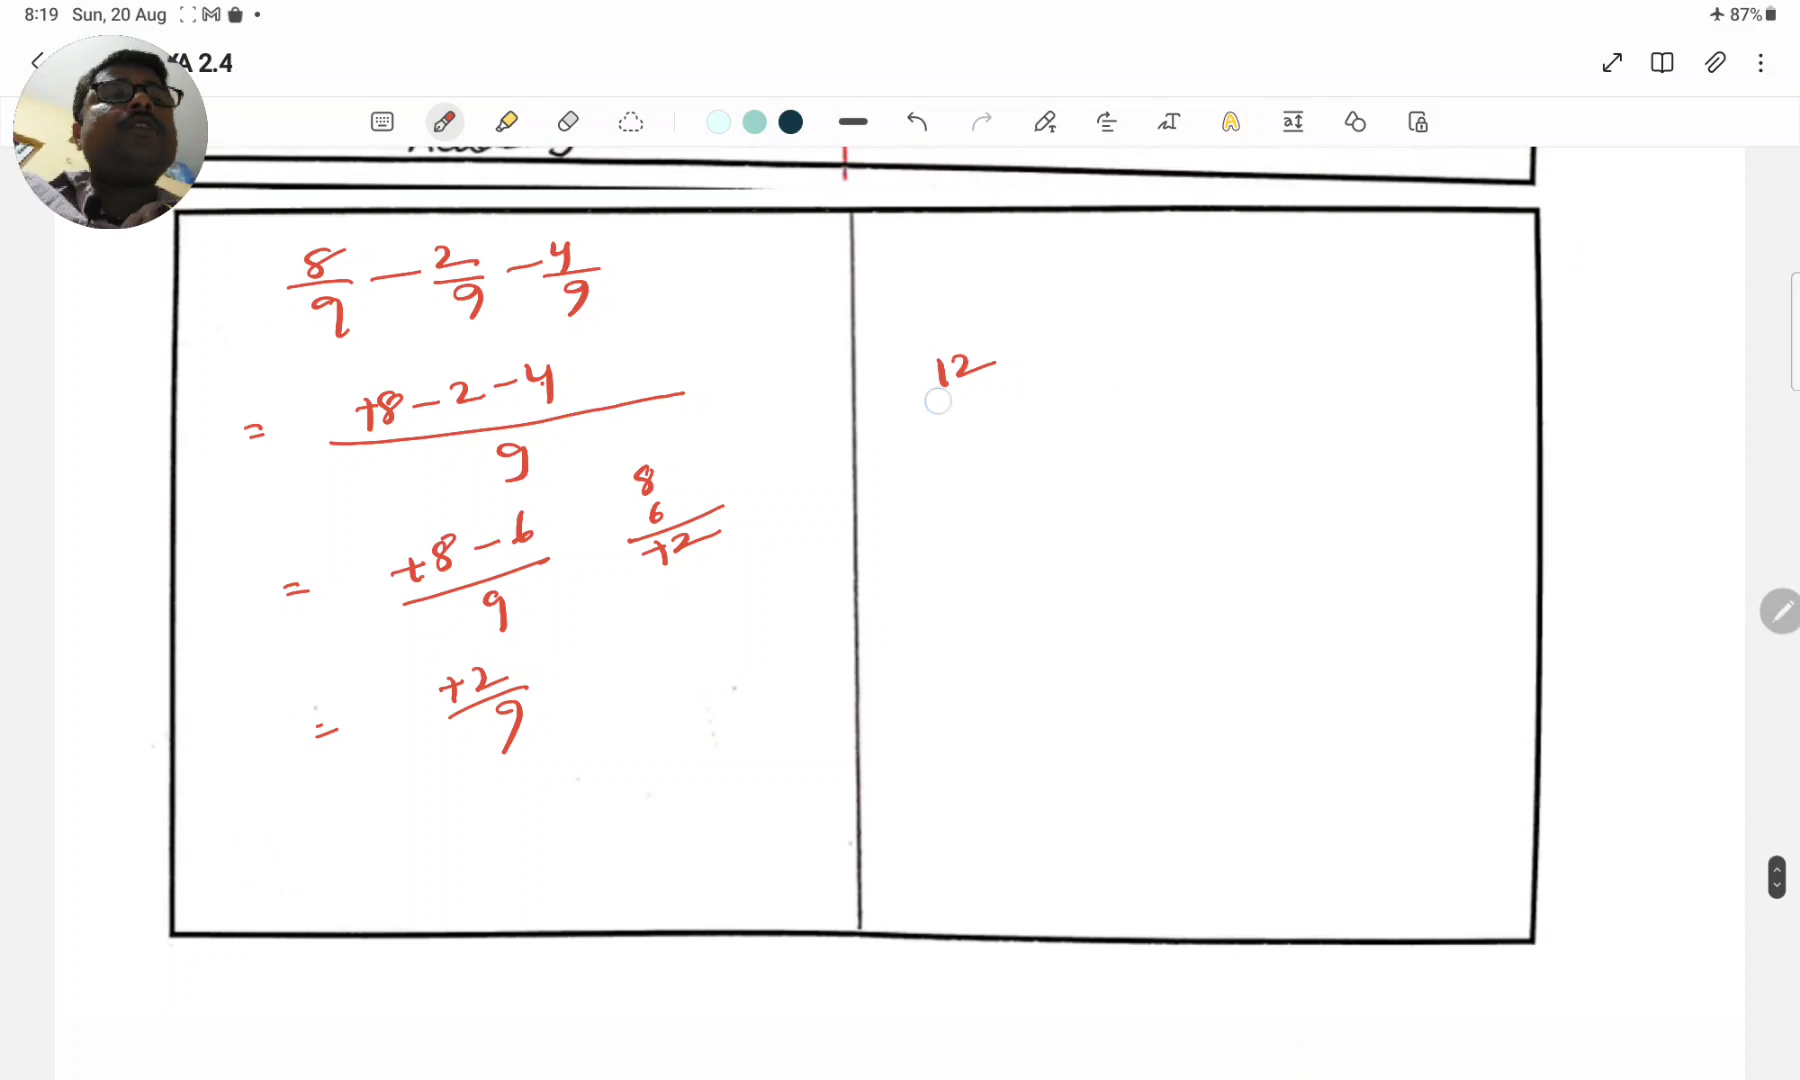 8:19 Sun, 20 Aug
87%
A 2.4
8/9 - 2/9 - 4/9
= +8 - 2 - 4 / 9
8
6
+2
= +8 - 6 / 9
= +2/9
12